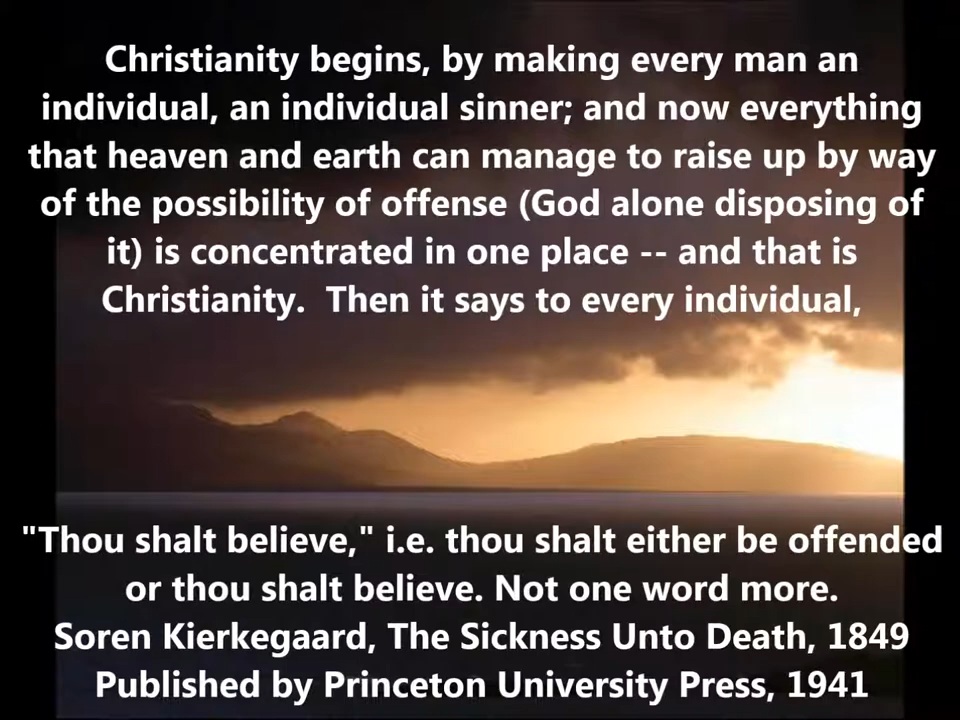 Christianity begins, by making every man an
individual, an individual sinner; and now everything
that heaven and earth can manage to raise up by way
of the possibility of offense (God alone disposing of
it) is concentrated in one place -- and that is
Christianity.  Then it says to every individual,
"Thou shalt believe," i.e. thou shalt either be offended
or thou shalt believe. Not one word more.
Soren Kierkegaard, The Sickness Unto Death, 1849
Published by Princeton University Press, 1941